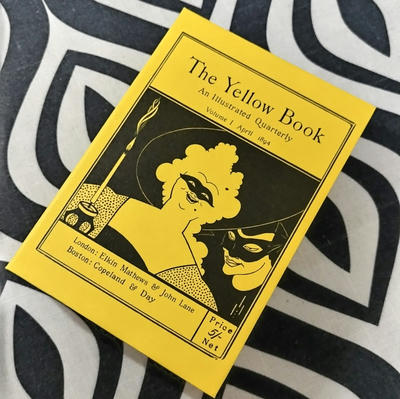 The Yellow Book
An Illustrated Quarterly
Volume I April 1894
London: Elkin Mathews & John Lane
Boston: Copeland & Day
Price
5/-
Net